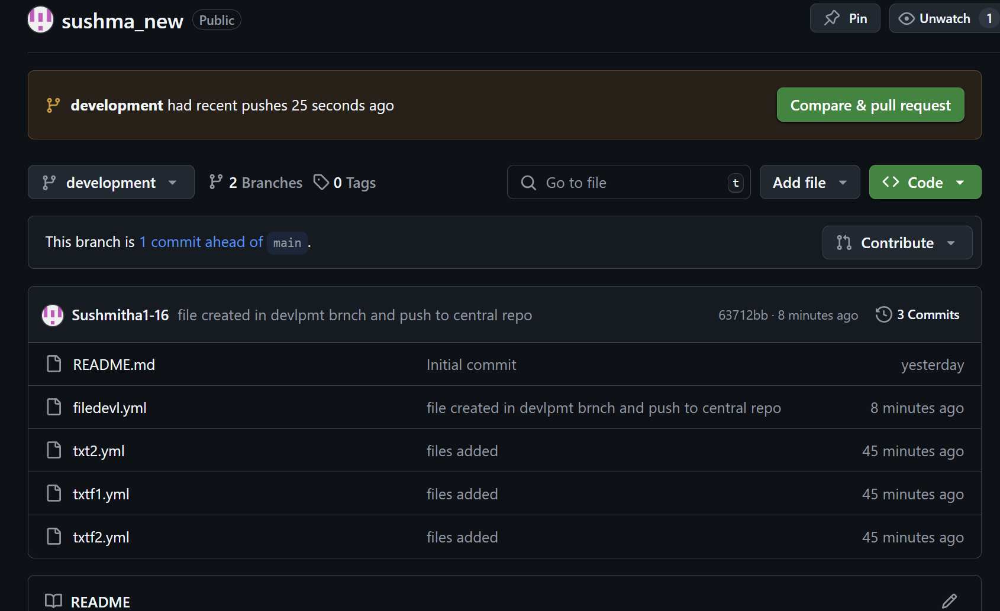 sushma_new Public Pin Unwatch 1
development had recent pushes 25 seconds ago Compare & pull request
development 2 Branches 0 Tags Go to file t Add file Code
This branch is 1 commit ahead of main . Contribute
Sushmitha1-16 file created in devlpmt brnch and push to central repo 63712bb · 8 minutes ago 3 Commits
README.md Initial commit yesterday
filedevl.yml file created in devlpmt brnch and push to central repo 8 minutes ago
txt2.yml files added 45 minutes ago
txtf1.yml files added 45 minutes ago
txtf2.yml files added 45 minutes ago
README